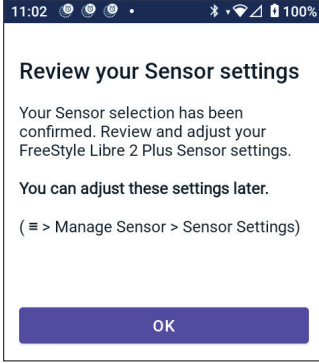 11:02 100%
Review your Sensor settings
Your Sensor selection has been
confirmed. Review and adjust your
FreeStyle Libre 2 Plus Sensor settings.
You can adjust these settings later.
( ≡ > Manage Sensor > Sensor Settings)
OK